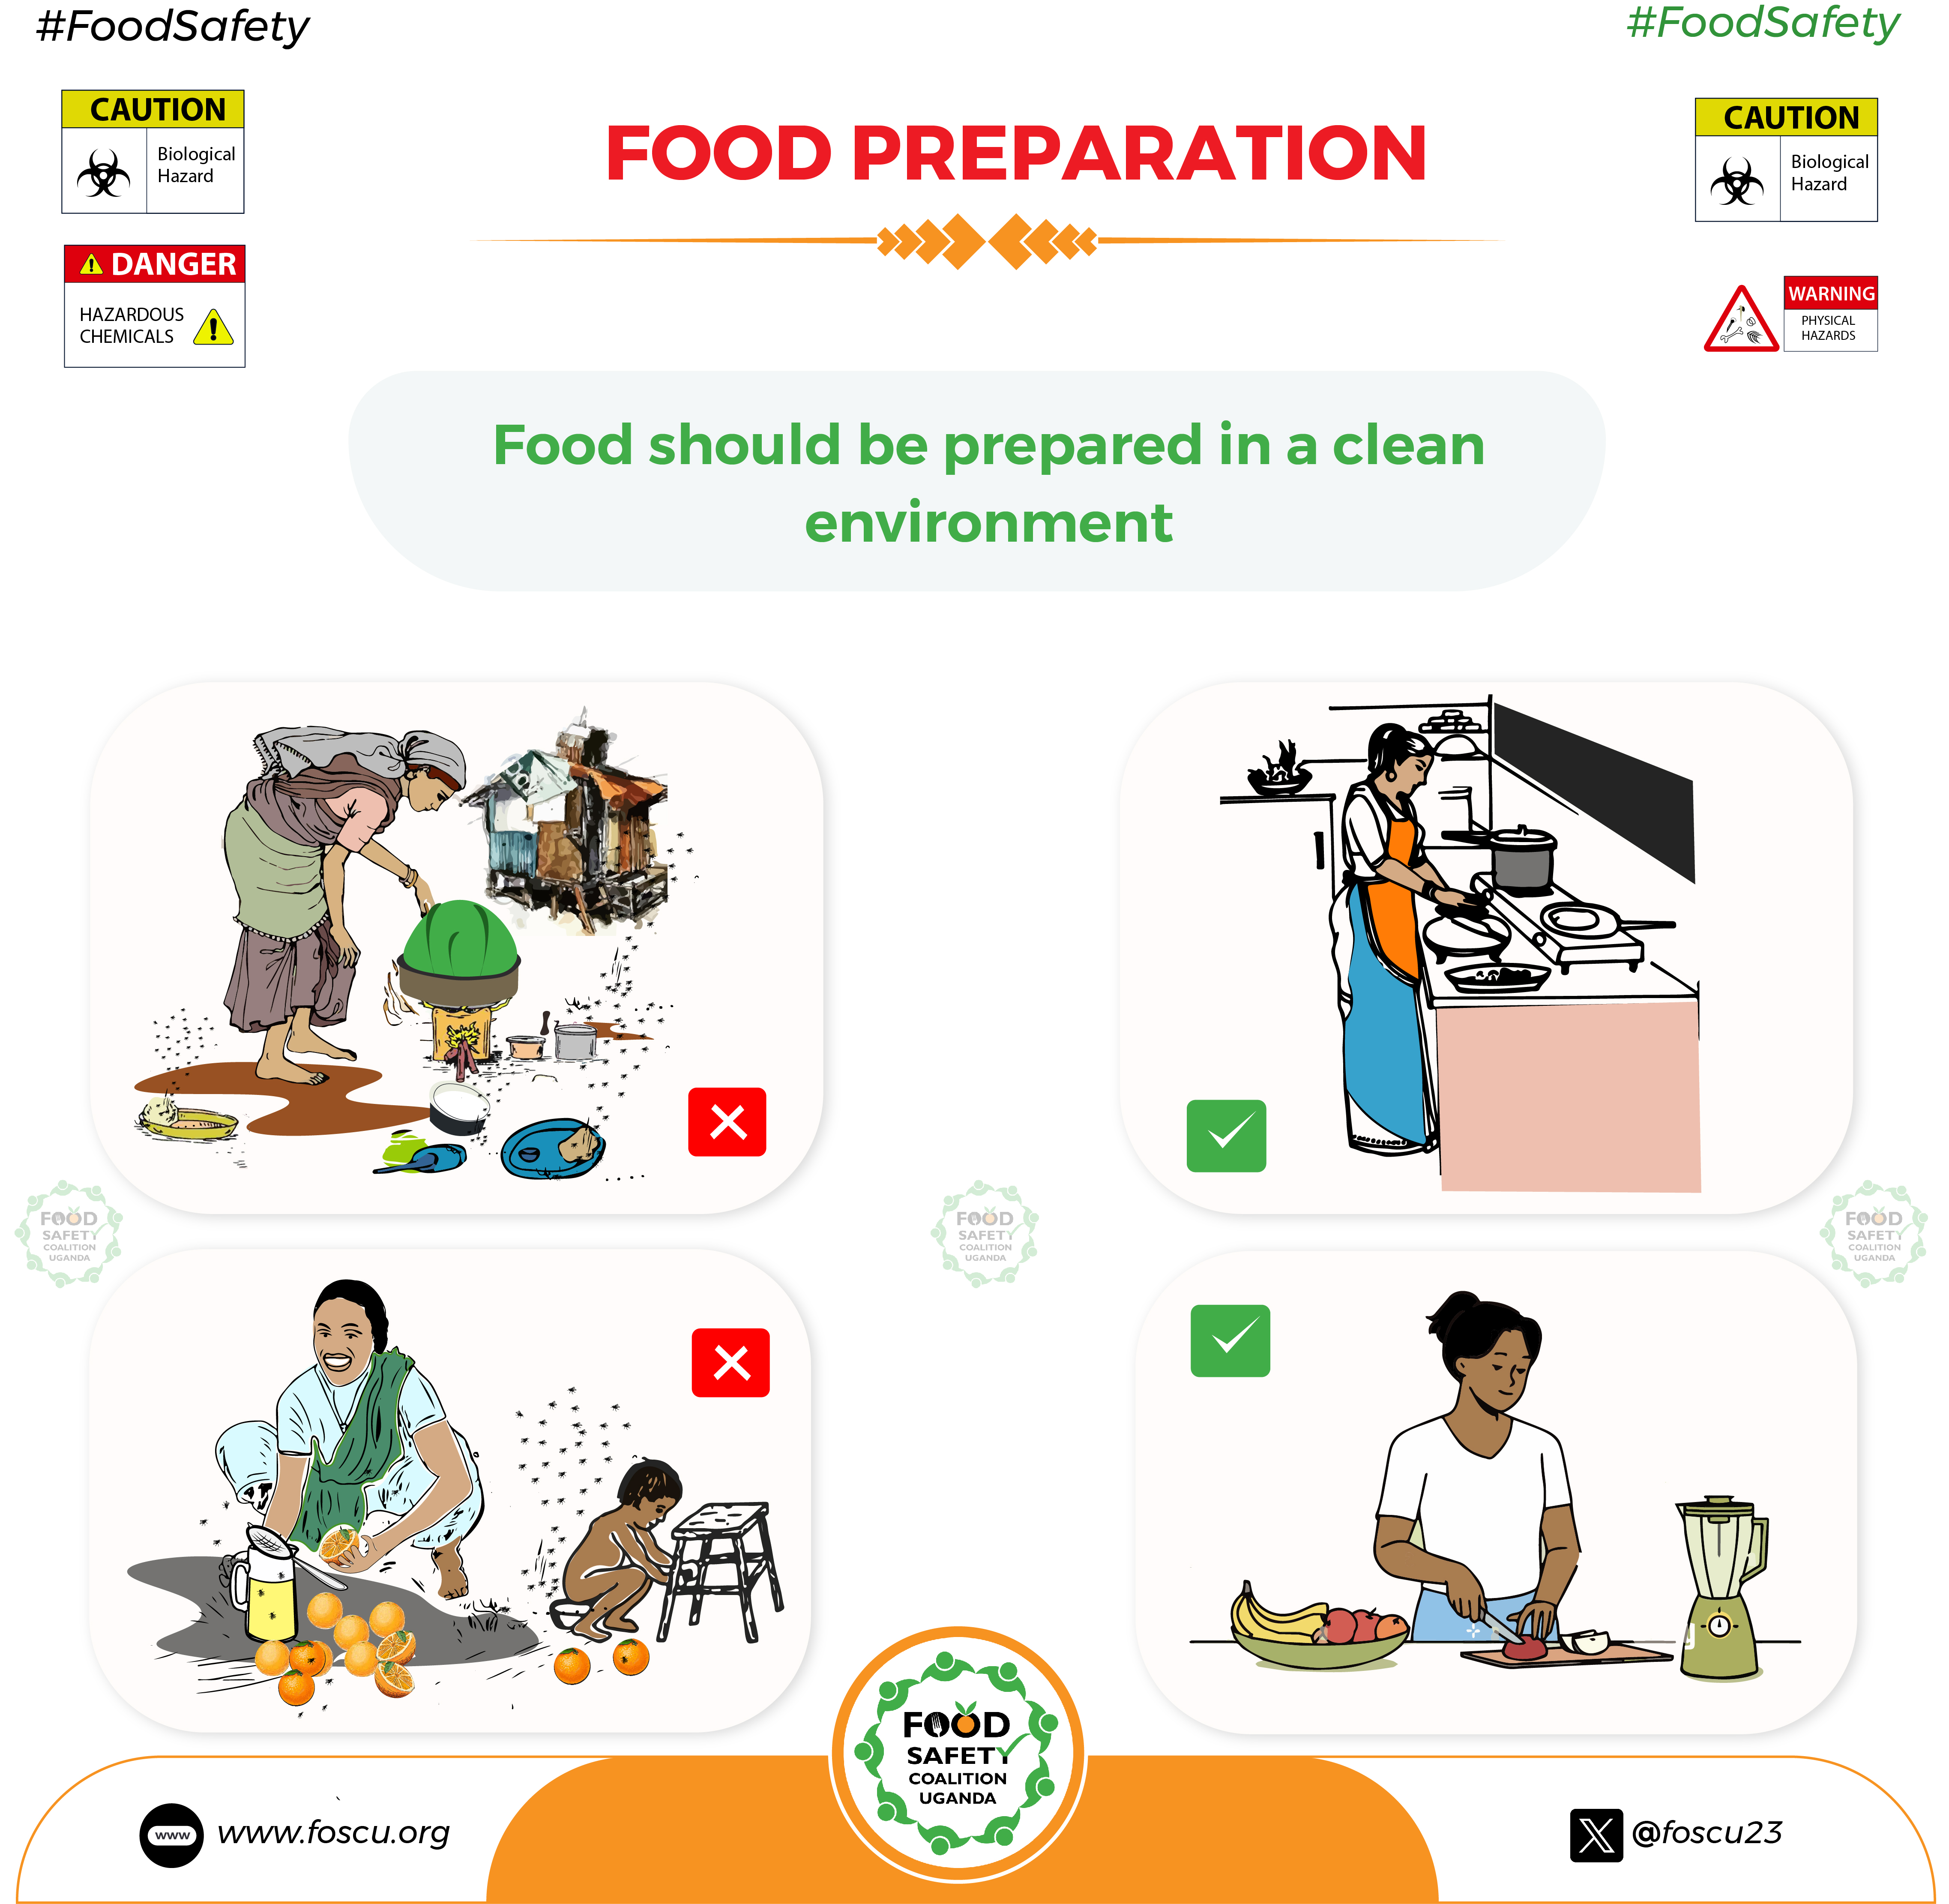 #FoodSafety
#FoodSafety
CAUTION
Biological
Hazard
DANGER
HAZARDOUS
CHEMICALS
FOOD PREPARATION
CAUTION
Biological
Hazard
WARNING
PHYSICAL
HAZARDS
Food should be prepared in a clean
environment
FOOD
SAFETY
COALITION
UGANDA
FOOD
SAFETY
COALITION
UGANDA
FOOD
SAFETY
COALITION
UGANDA
FOOD
SAFETY
COALITION
UGANDA
www
www.foscu.org
@foscu23